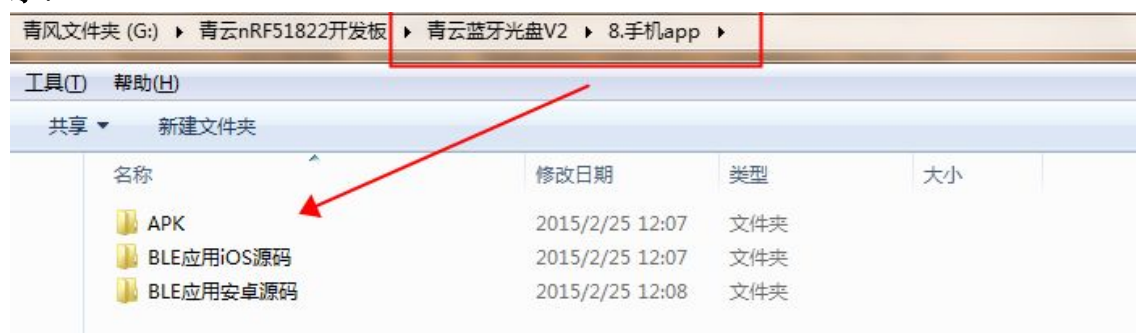 青风文件夹 (G:) ▸ 青云nRF51822开发板 ▸ 青云蓝牙光盘V2 ▸ 8.手机app ▸
工具(T) 帮助(H)
共享 ▼ 新建文件夹
名称 修改日期 类型 大小
APK 2015/2/25 12:07 文件夹
BLE应用iOS源码 2015/2/25 12:07 文件夹
BLE应用安卓源码 2015/2/25 12:08 文件夹